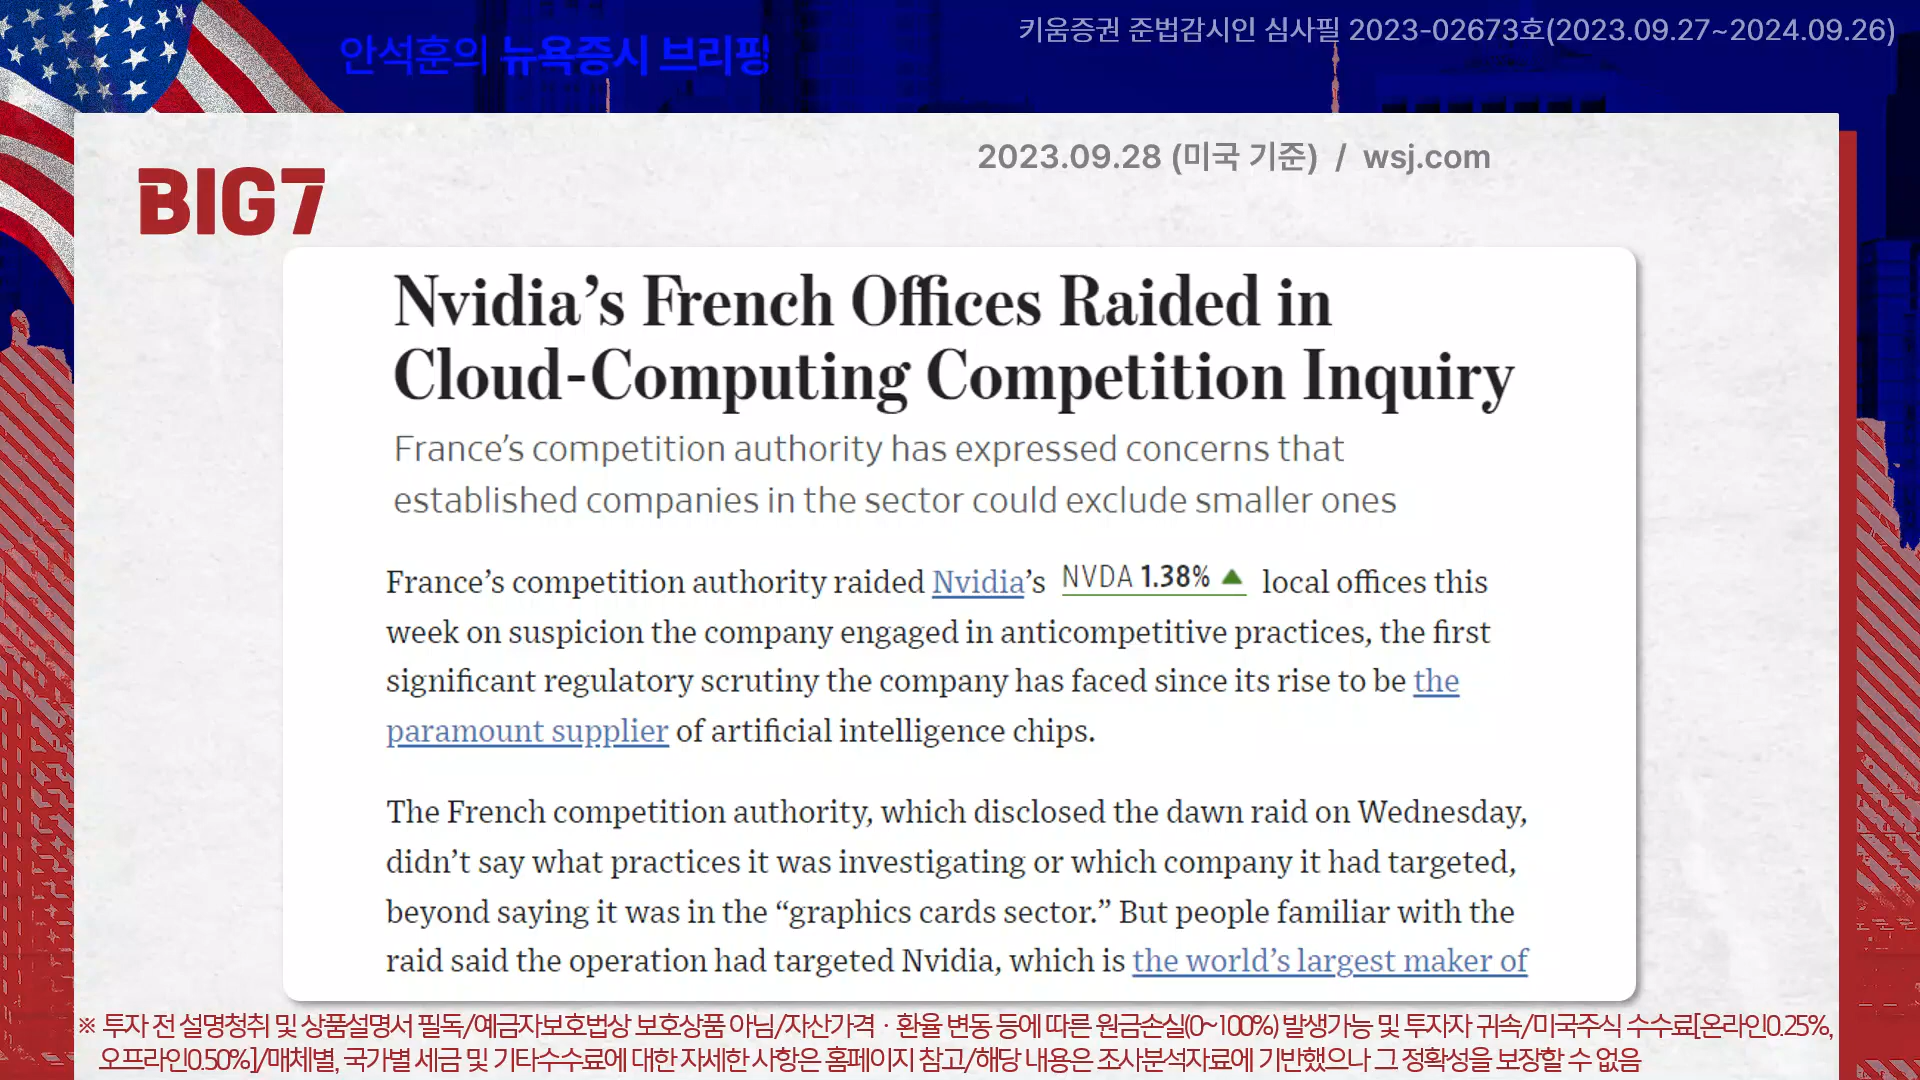 키움증권 준법감시인 심사필 2023-02673호(2023.09.27~2024.09.26)
안석훈의 뉴욕증시 브리핑
2023.09.28 (미국 기준) / wsj.com
BIG7
Nvidia’s French Offices Raided in
Cloud-Computing Competition Inquiry
France’s competition authority has expressed concerns that
established companies in the sector could exclude smaller ones
France’s competition authority raided Nvidia’s NVDA 1.38% ▲ local offices this
week on suspicion the company engaged in anticompetitive practices, the first
significant regulatory scrutiny the company has faced since its rise to be the
paramount supplier of artificial intelligence chips.
The French competition authority, which disclosed the dawn raid on Wednesday,
didn’t say what practices it was investigating or which company it had targeted,
beyond saying it was in the “graphics cards sector.” But people familiar with the
raid said the operation had targeted Nvidia, which is the world’s largest maker of
※ 투자 전 설명청취 및 상품설명서 필독/예금자보호법상 보호상품 아님/자산가격 · 환율 변동 등에 따른 원금손실(0~100%) 발생가능 및 투자자 귀속/미국주식 수수료[온라인0.25%,
오프라인0.50%]/매체별, 국가별 세금 및 기타수수료에 대한 자세한 사항은 홈페이지 참고/해당 내용은 조사분석자료에 기반했으나 그 정확성을 보장할 수 없음